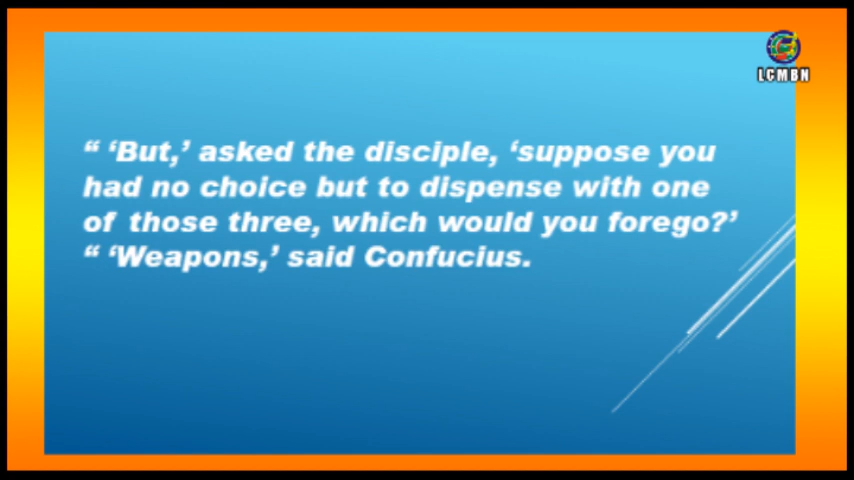 LCMBN
“ ‘But,’ asked the disciple, ‘suppose you
had no choice but to dispense with one
of those three, which would you forego?’
“ ‘Weapons,’ said Confucius.